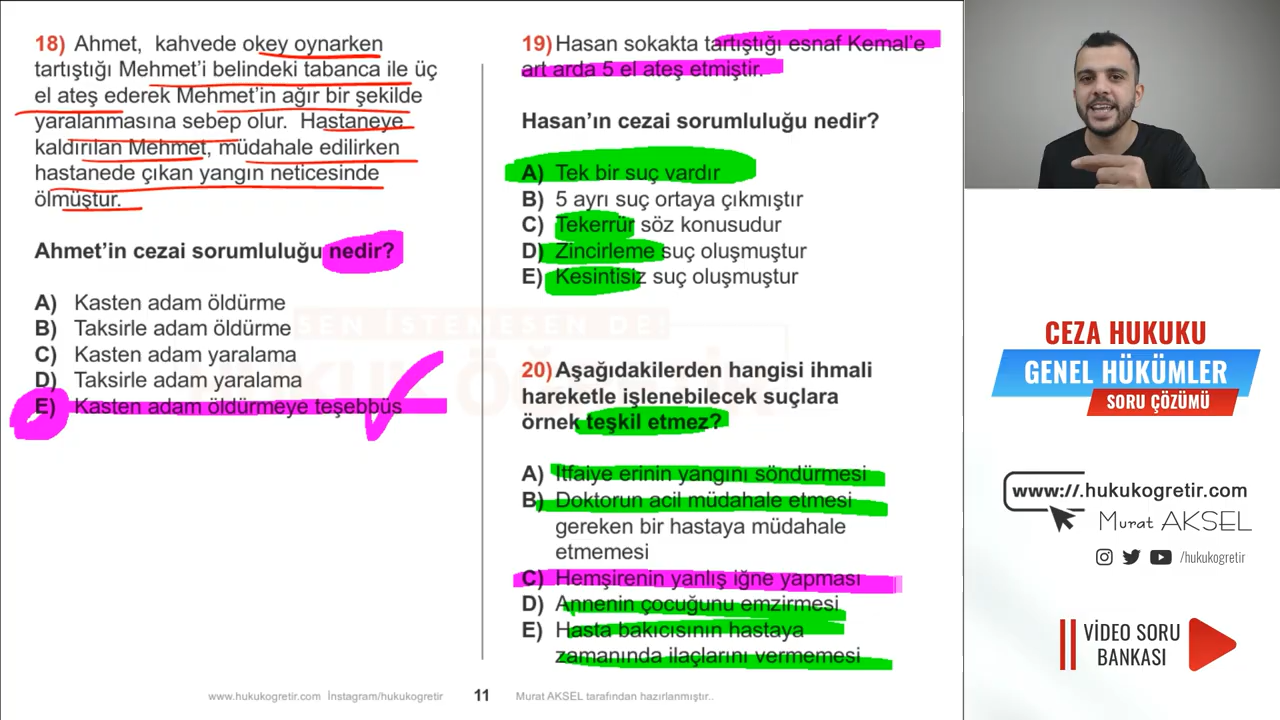 18) Ahmet, kahvede okey oynarken
tartıştığı Mehmet'i belindeki tabanca ile üç
el ateş ederek Mehmet'in ağır bir şekilde
yaralanmasına sebep olur. Hastaneye
kaldırılan Mehmet, müdahale edilirken
hastanede çıkan yangın neticesinde
ölmüştur.
Ahmet'in cezai sorumluluğu nedir?
A) Kasten adam öldürme
B) Taksirle adam öldürme
C) Kasten adam yaralama
D) Taksirle adam yaralama
E) Kasten adam öldürmeye teşebbüs
19) Hasan sokakta tartıştığı esnaf Kemal'e
art arda 5 el ateş etmiştir.
Hasan'ın cezai sorumluluğu nedir?
A) Tek bir suç vardır
B) 5 ayrı suç ortaya çıkmıştır
C) Tekerrür söz konusudur
D) Zincirleme suç oluşmuştur
E) Kesintisiz suç oluşmuştur
20) Aşağıdakilerden hangisi ihmali
hareketle işlenebilecek suçlara
örnek teşkil etmez?
A) İtfaiye erinin yangını söndürmesi
B) Doktorun acil müdahale etmesi
gereken bir hastaya müdahale
etmemesi
C) Hemşirenin yanlış iğne yapması
D) Annenin çocuğunu emzirmesi
E) Hasta bakıcısının hastaya
zamanında ilaçlarını vermemesi
SEN İSTEMESEN DE!
www.hukukogretir.com İnstagram/hukukogretir
11
Murat AKSEL tarafından hazırlanmıştır..
CEZA HUKUKU
GENEL HÜKÜMLER
SORU ÇÖZÜMÜ
www://.hukukogretir.com
Murat AKSEL
/hukukogretir
VİDEO SORU
BANKASI